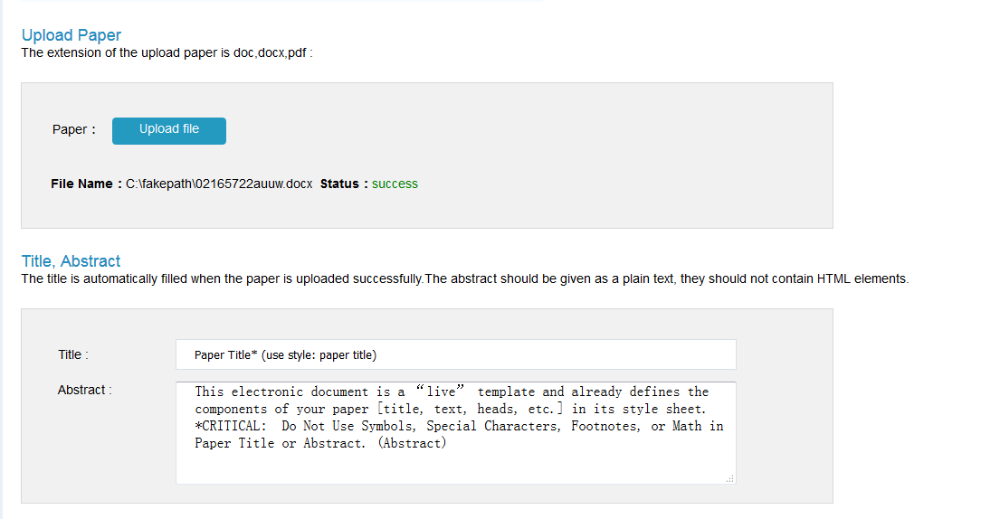 Upload Paper
The extension of the upload paper is doc,docx,pdf :
Paper : Upload file
File Name : C:\fakepath\02165722auuw.docx Status : success
Title, Abstract
The title is automatically filled when the paper is uploaded successfully.The abstract should be given as a plain text, they should not contain HTML elements.
Title : Paper Title* (use style: paper title)
Abstract : This electronic document is a “live” template and already defines the
components of your paper [title, text, heads, etc.] in its style sheet.
*CRITICAL: Do Not Use Symbols, Special Characters, Footnotes, or Math in
Paper Title or Abstract. (Abstract)